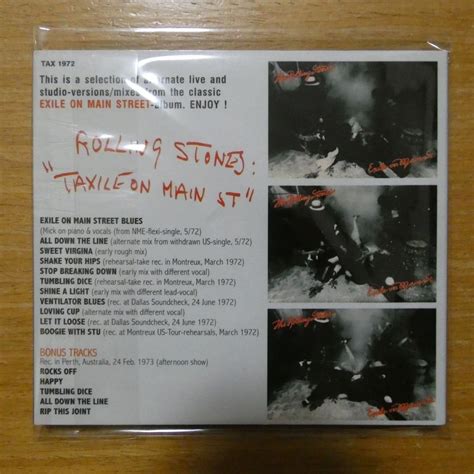 TAX 1972
This is a selection of alternate live and
studio-versions/mixes from the classic
EXILE ON MAIN STREET-album. ENJOY !
ROLLING STONES:
"TAXILE ON MAIN ST"
EXILE ON MAIN STREET BLUES
(Mick on piano & vocals (from NME-flexi-single, 5/72)
ALL DOWN THE LINE (alternate mix from withdrawn US-single, 5/72)
SWEET VIRGINA (early rough mix)
SHAKE YOUR HIPS (rehearsal-take rec. in Montreux, March 1972)
STOP BREAKING DOWN (early mix with different vocal)
TUMBLING DICE (rehearsal-take rec. in Montreux, March 1972)
SHINE A LIGHT (early mix with different lead-vocal)
VENTILATOR BLUES (rec. at Dallas Soundcheck, 24 June 1972)
LOVING CUP (alternate mix with different vocal)
LET IT LOOSE (rec. at Dallas Soundcheck, 24 June 1972)
BOOGIE WITH STU (rec. at Montreux US-Tour-rehearsals, March 1972)
BONUS TRACKS
Rec. in Perth, Australia, 24 Feb. 1973 (afternoon show)
ROCKS OFF
HAPPY
TUMBLING DICE
ALL DOWN THE LINE
RIP THIS JOINT
The Rolling Stones
Exile on Main St
The Rolling Stones
Exile on Main St
The Rolling Stones
Exile on Main St